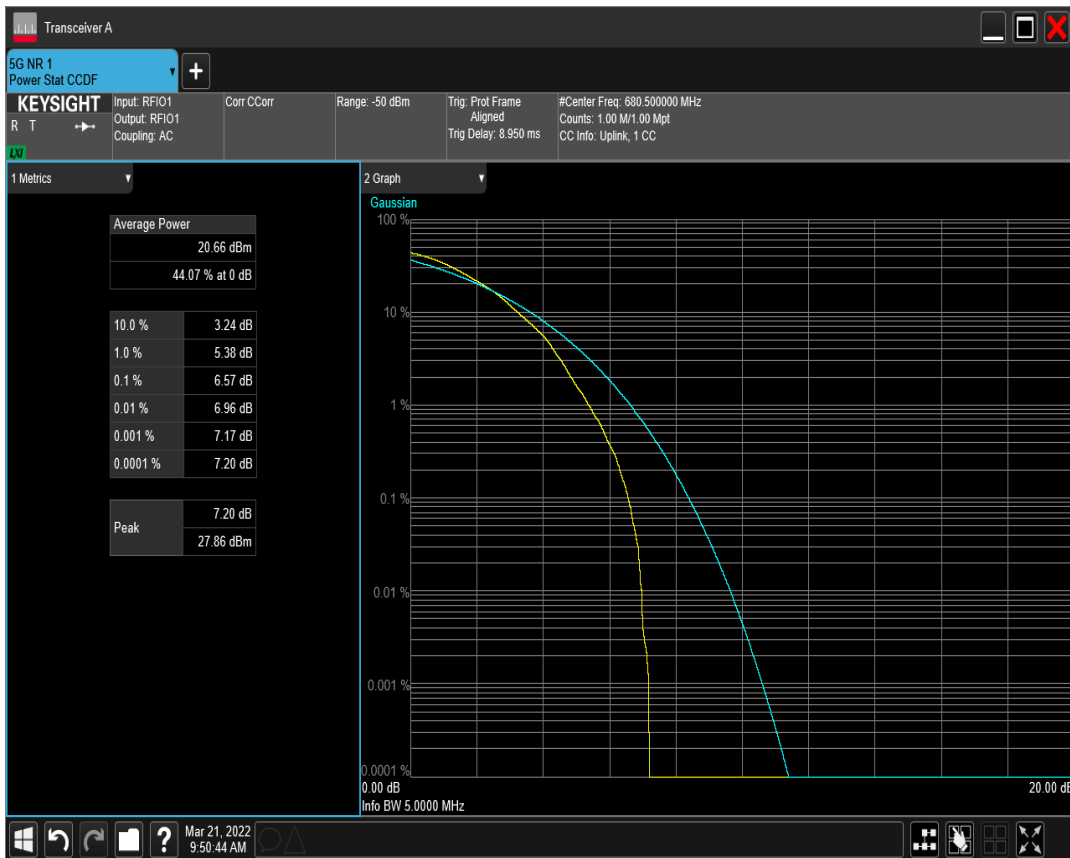 Transceiver A
5G NR 1
Power Stat CCDF
KEYSIGHT
R T
LXI
Input: RFIO1
Output: RFIO1
Coupling: AC
Corr CCorr
Range: -50 dBm
Trig: Prot Frame
Aligned
Trig Delay: 8.950 ms
#Center Freq: 680.500000 MHz
Counts: 1.00 M/1.00 Mpt
CC Info: Uplink, 1 CC
1 Metrics
Average Power
20.66 dBm
44.07 % at 0 dB
10.0 % 3.24 dB
1.0 % 5.38 dB
0.1 % 6.57 dB
0.01 % 6.96 dB
0.001 % 7.17 dB
0.0001 % 7.20 dB
Peak
7.20 dB
27.86 dBm
2 Graph
Gaussian
100 %
10 %
1 %
0.1 %
0.01 %
0.001 %
0.0001 %
0.00 dB 20.00 dB
Info BW 5.0000 MHz
Mar 21, 2022
9:50:44 AM